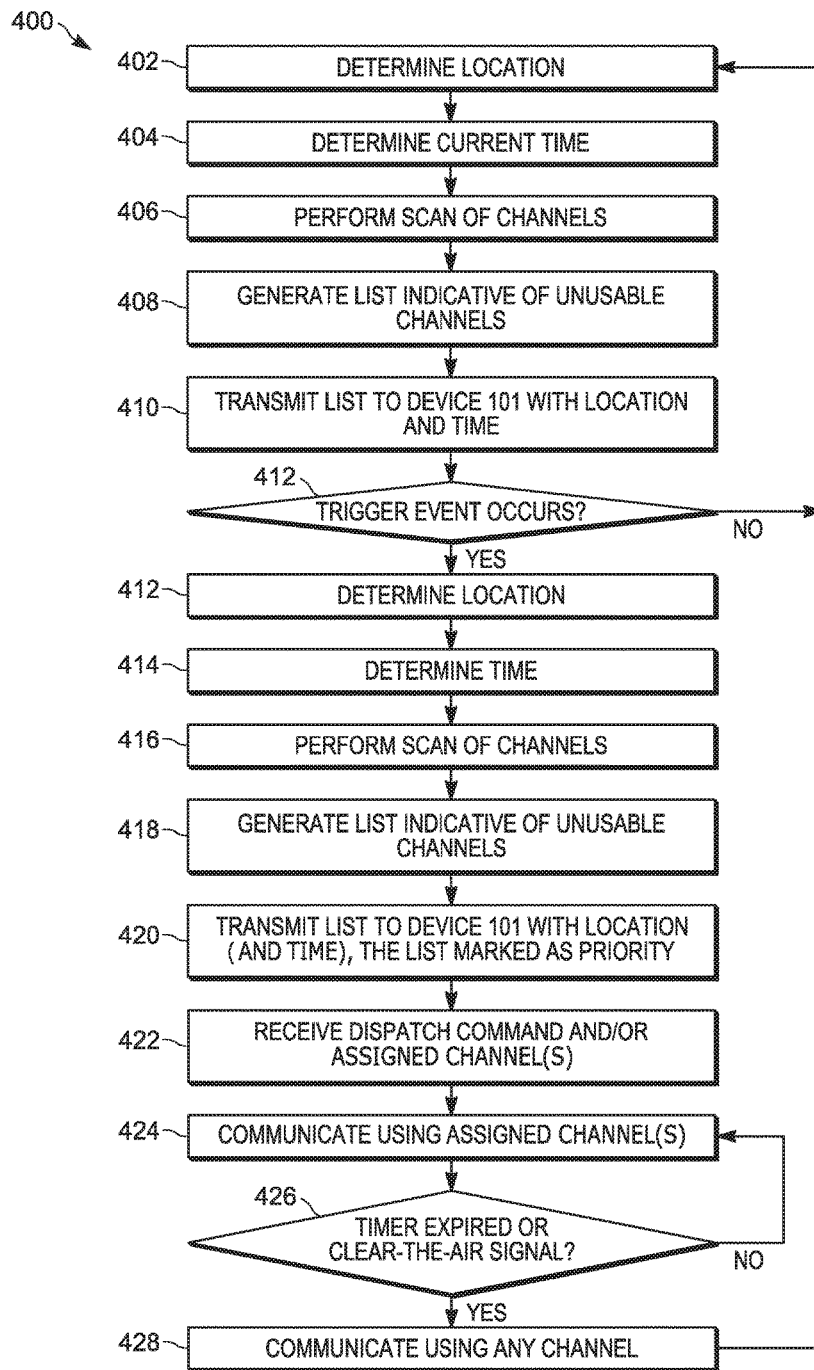 400
402
DETERMINE LOCATION
404
DETERMINE CURRENT TIME
406
PERFORM SCAN OF CHANNELS
408
GENERATE LIST INDICATIVE OF UNUSABLE
CHANNELS
410
TRANSMIT LIST TO DEVICE 101 WITH LOCATION
AND TIME
412
TRIGGER EVENT OCCURS?
NO
YES
412
DETERMINE LOCATION
414
DETERMINE TIME
416
PERFORM SCAN OF CHANNELS
418
GENERATE LIST INDICATIVE OF UNUSABLE
CHANNELS
420
TRANSMIT LIST TO DEVICE 101 WITH LOCATION
(AND TIME), THE LIST MARKED AS PRIORITY
422
RECEIVE DISPATCH COMMAND AND/OR
ASSIGNED CHANNEL(S)
424
COMMUNICATE USING ASSIGNED CHANNEL(S)
426
TIMER EXPIRED OR
CLEAR-THE-AIR SIGNAL?
NO
YES
428
COMMUNICATE USING ANY CHANNEL